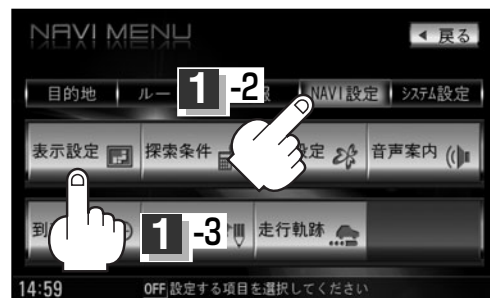 NAVI MENU
◀ 戻る
目的地 ルー 1-2 報 NAVI設定 システム設定
表示設定 探索条件 設定 音声案内
到 1-3 走行軌跡
14:59 OFF 設定する項目を選択してください